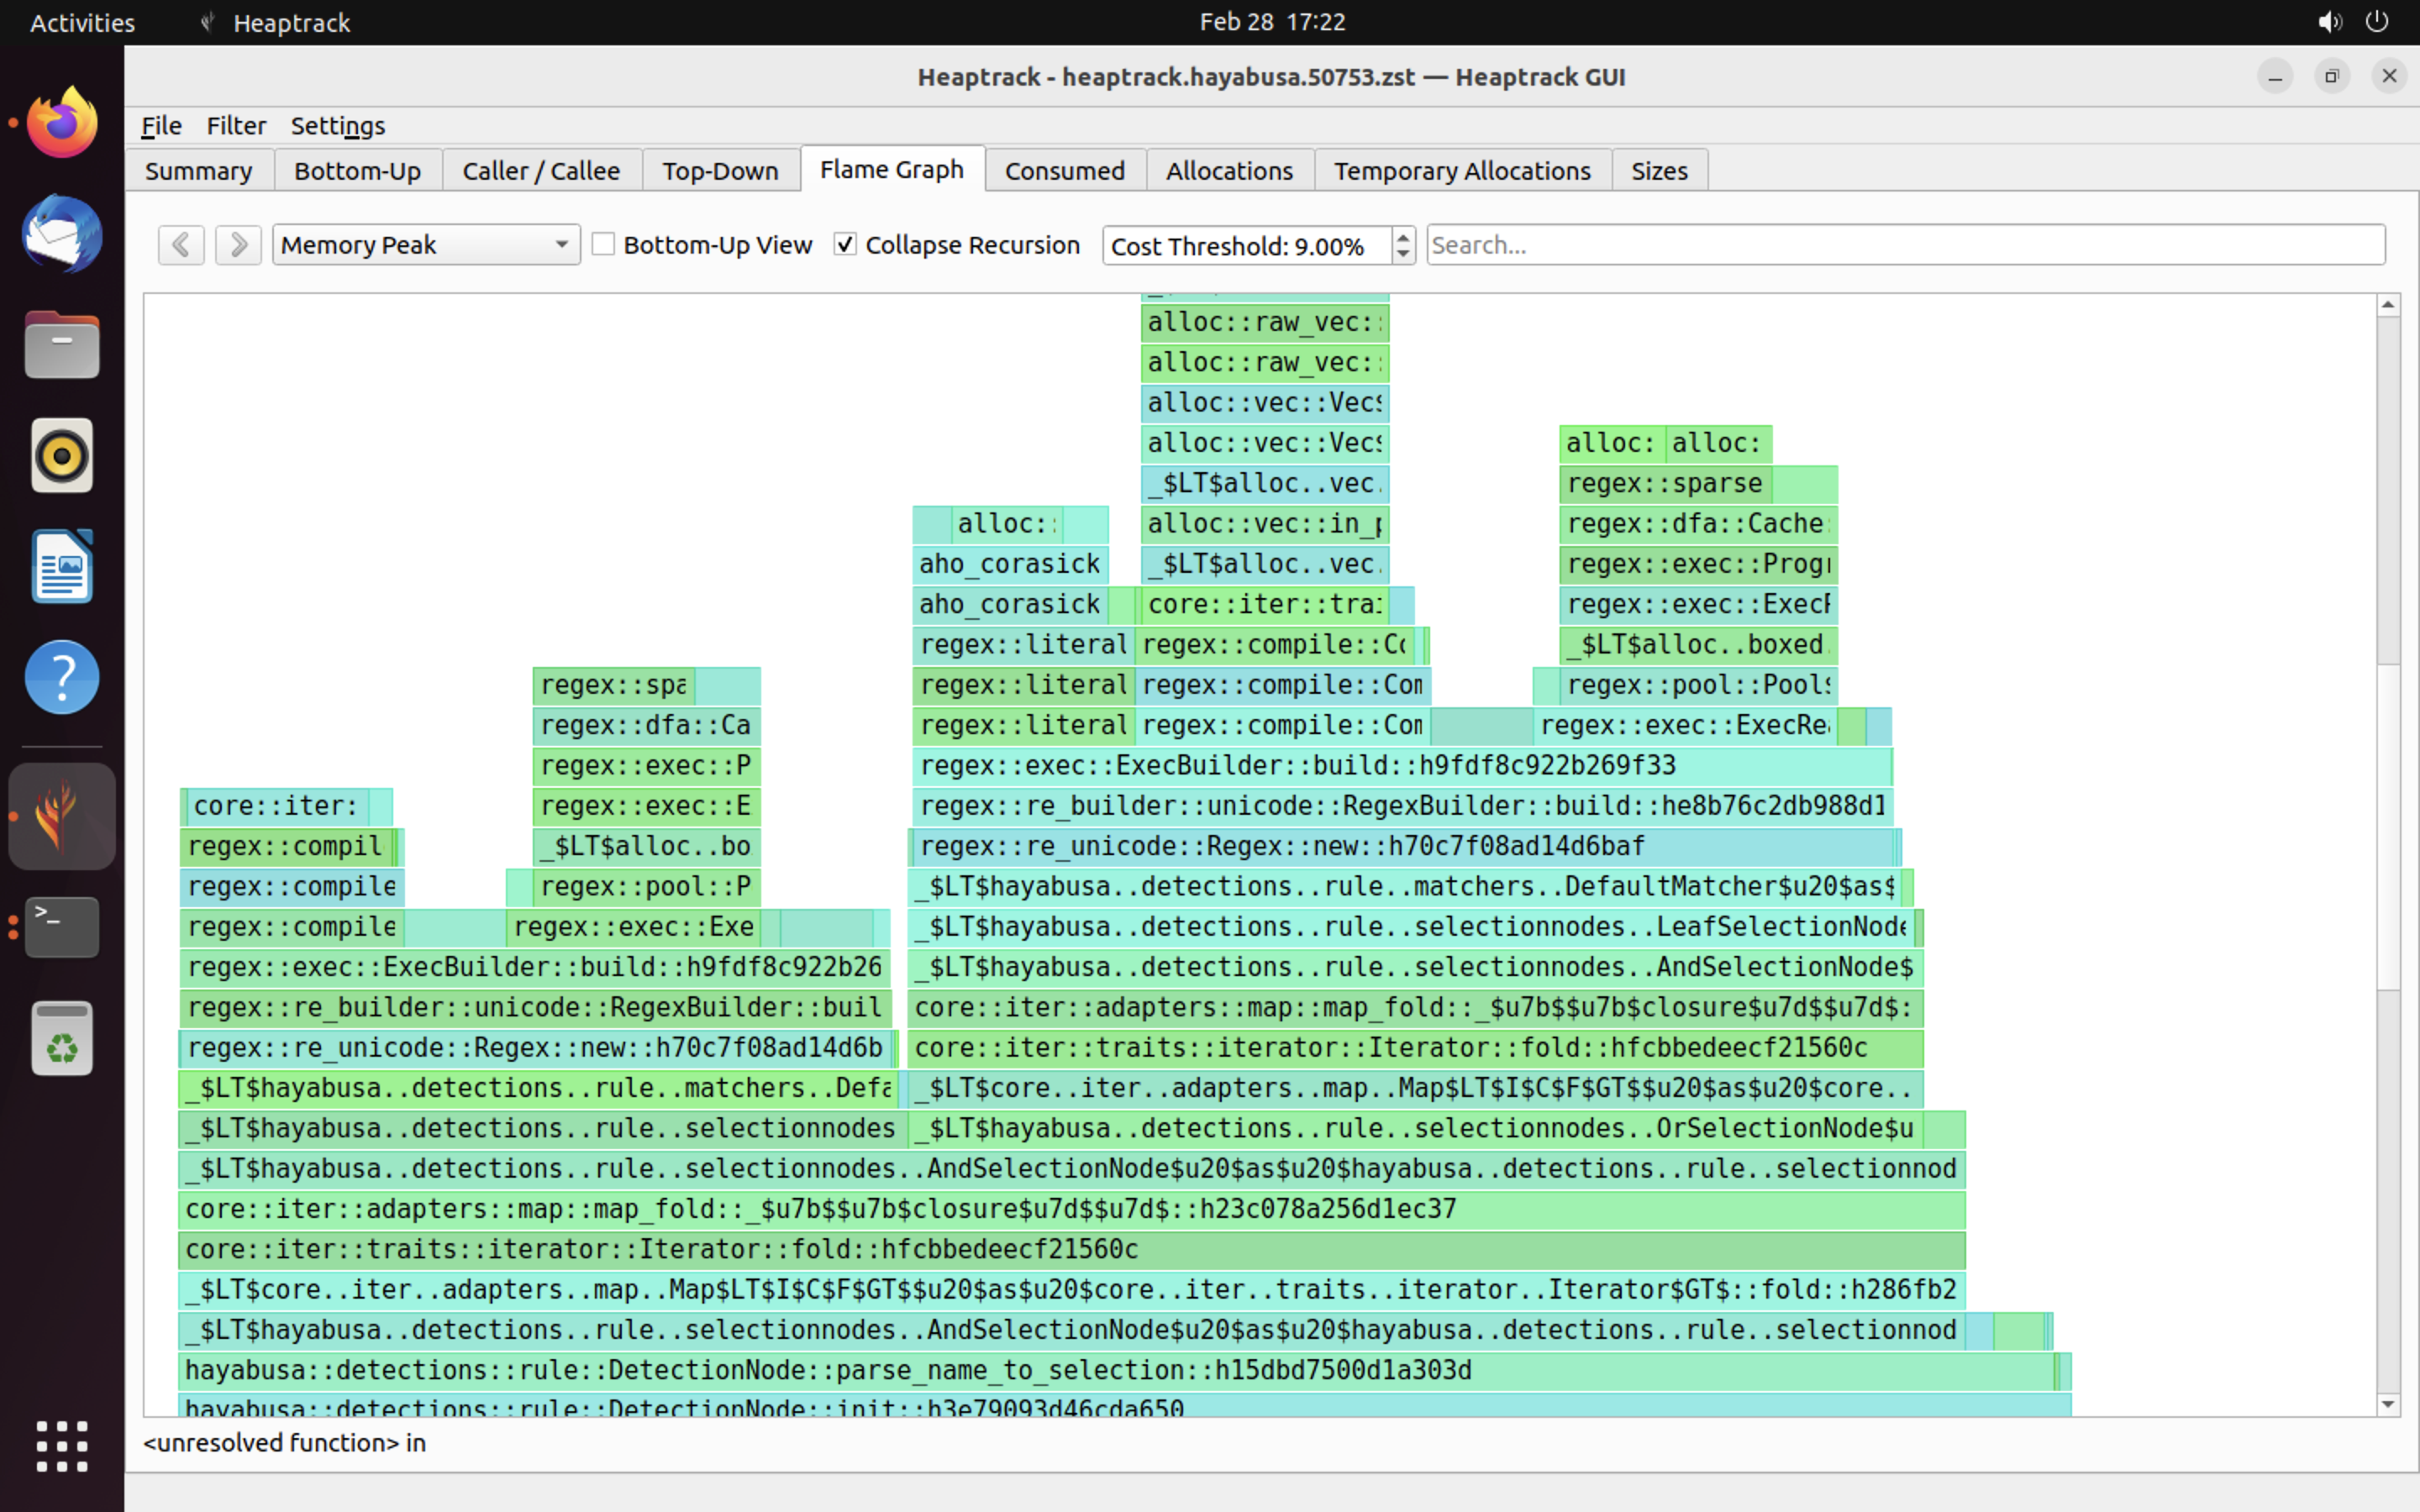 Activities Heaptrack Feb 28 17:22
Heaptrack - heaptrack.hayabusa.50753.zst — Heaptrack GUI
File Filter Settings
Summary Bottom-Up Caller / Callee Top-Down Flame Graph Consumed Allocations Temporary Allocations Sizes
Memory Peak Bottom-Up View Collapse Recursion Cost Threshold: 9.00% Search...
alloc::raw_vec::
alloc::raw_vec::
alloc::vec::Vec$
alloc::vec::Vec$ alloc: alloc:
_$LT$alloc..vec. regex::sparse
alloc:: alloc::vec::in_p regex::dfa::Cache:
aho_corasick _$LT$alloc..vec. regex::exec::Progr
aho_corasick core::iter::tra: regex::exec::ExecR
regex::literal regex::compile::Co _$LT$alloc..boxed.
regex::spa regex::literal regex::compile::Com regex::pool::Pool$
regex::dfa::Ca regex::literal regex::compile::Com regex::exec::ExecRea
regex::exec::P regex::exec::ExecBuilder::build::h9fdf8c922b269f33
core::iter: regex::exec::E regex::re_builder::unicode::RegexBuilder::build::he8b76c2db988d1
regex::compil _$LT$alloc..bo regex::re_unicode::Regex::new::h70c7f08ad14d6baf
regex::compile regex::pool::P _$LT$hayabusa..detections..rule..matchers..DefaultMatcher$u20$as$
regex::compile regex::exec::Exe _$LT$hayabusa..detections..rule..selectionnodes..LeafSelectionNode
regex::exec::ExecBuilder::build::h9fdf8c922b26 _$LT$hayabusa..detections..rule..selectionnodes..AndSelectionNode$
regex::re_builder::unicode::RegexBuilder::buil core::iter::adapters::map::map_fold::_$u7b$$u7b$closure$u7d$$u7d$:
regex::re_unicode::Regex::new::h70c7f08ad14d6b core::iter::traits::iterator::Iterator::fold::hfcbbedeecf21560c
_$LT$hayabusa..detections..rule..matchers..Defa _$LT$core..iter..adapters..map..Map$LT$I$C$F$GT$$u20$as$u20$core..
_$LT$hayabusa..detections..rule..selectionnodes _$LT$hayabusa..detections..rule..selectionnodes..OrSelectionNode$u
_$LT$hayabusa..detections..rule..selectionnodes..AndSelectionNode$u20$as$u20$hayabusa..detections..rule..selectionnod
core::iter::adapters::map::map_fold::_$u7b$$u7b$closure$u7d$$u7d$::h23c078a256d1ec37
core::iter::traits::iterator::Iterator::fold::hfcbbedeecf21560c
_$LT$core..iter..adapters..map..Map$LT$I$C$F$GT$$u20$as$u20$core..iter..traits..iterator..Iterator$GT$::fold::h286fb2
_$LT$hayabusa..detections..rule..selectionnodes..AndSelectionNode$u20$as$u20$hayabusa..detections..rule..selectionnod
hayabusa::detections::rule::DetectionNode::parse_name_to_selection::h15dbd7500d1a303d
hayabusa::detections::rule::DetectionNode::init::h3e79093d46cda650
<unresolved function> in